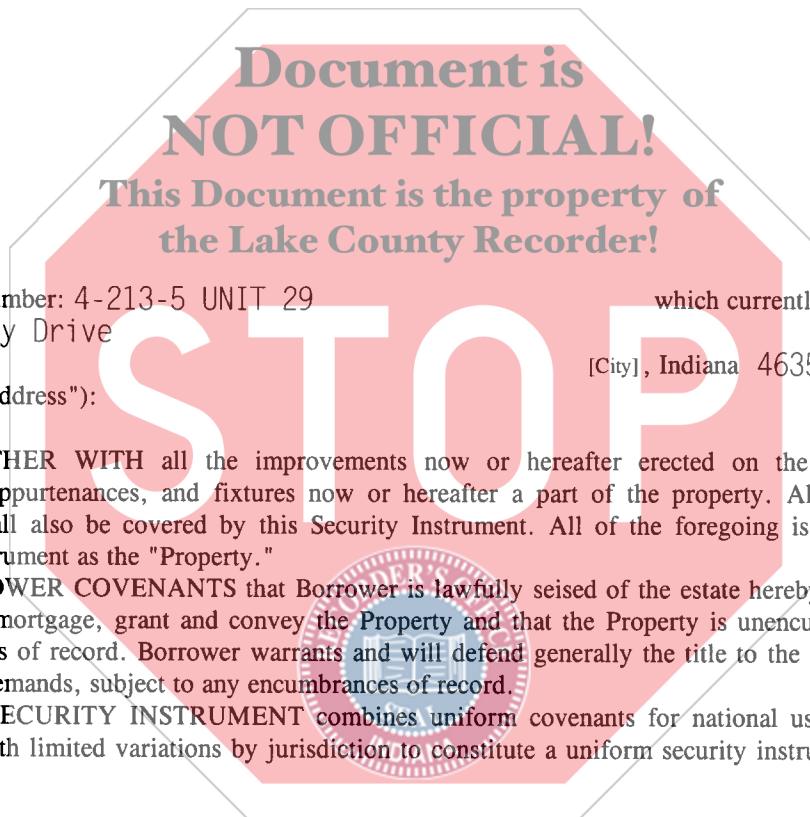 Document is
NOT OFFICIAL!
This Document is the property of
the Lake County Recorder!
mber: 4-213-5 UNIT 29 which currentl
y Drive
[City], Indiana 4635
ddress"):
STOP
HER WITH all the improvements now or hereafter erected on the
ppurtenances, and fixtures now or hereafter a part of the property. Al
ll also be covered by this Security Instrument. All of the foregoing is
rument as the "Property."
OWER COVENANTS that Borrower is lawfully seised of the estate hereby
mortgage, grant and convey the Property and that the Property is unencu
s of record. Borrower warrants and will defend generally the title to the
emands, subject to any encumbrances of record.
ECURITY INSTRUMENT combines uniform covenants for national us
th limited variations by jurisdiction to constitute a uniform security instru
SEAL
INDIANA